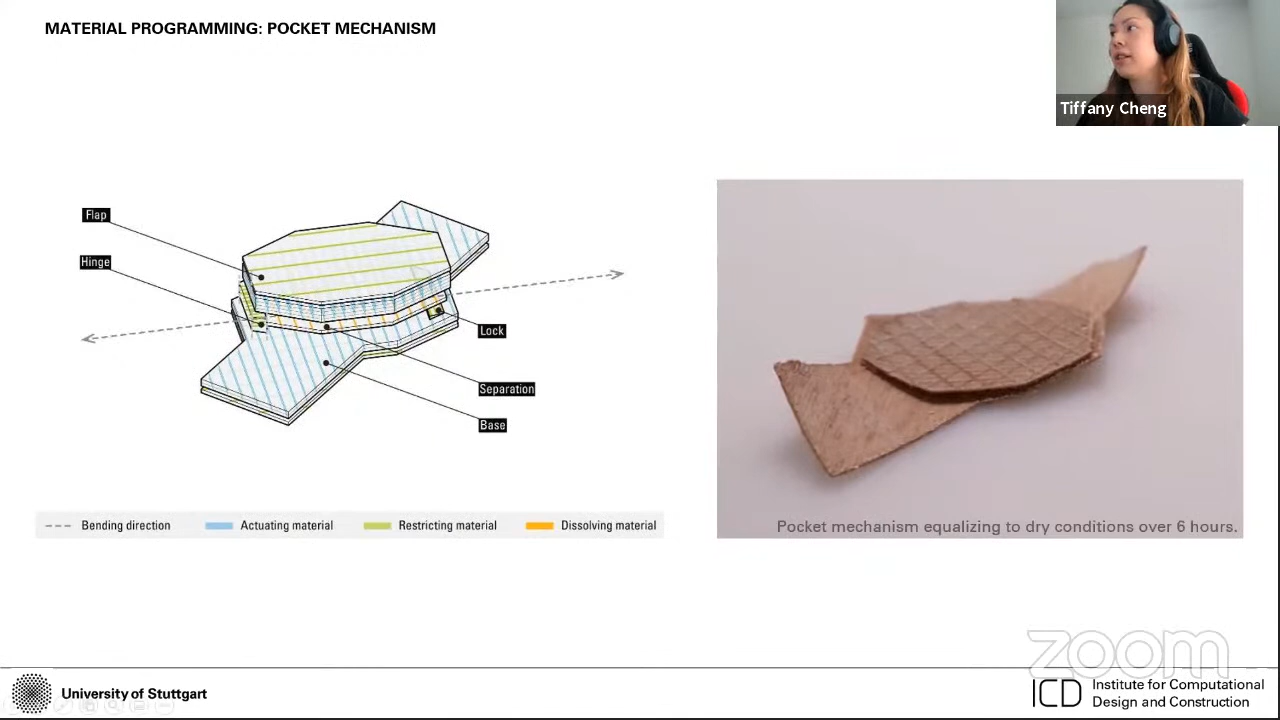 MATERIAL PROGRAMMING: POCKET MECHANISM
Tiffany Cheng
Flap
Hinge
Lock
Separation
Base
Bending direction
Actuating material
Restricting material
Dissolving material
Pocket mechanism equalizing to dry conditions over 6 hours.
zoom
University of Stuttgart
ICD
Institute for Computational
Design and Construction